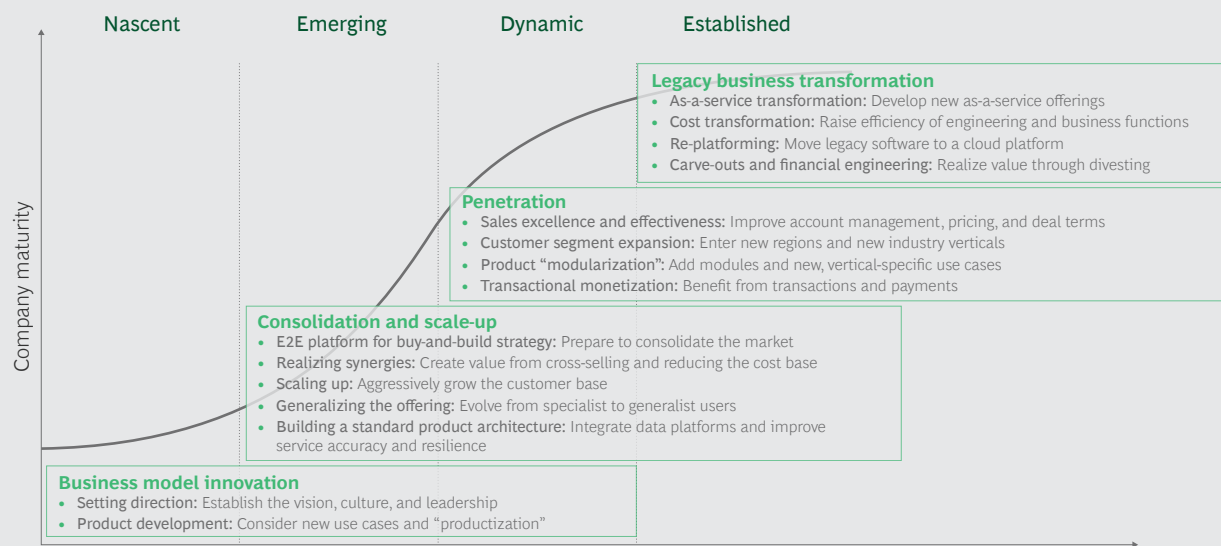 Nascent Emerging Dynamic Established
Company maturity
Legacy business transformation
• As-a-service transformation: Develop new as-a-service offerings
• Cost transformation: Raise efficiency of engineering and business functions
• Re-platforming: Move legacy software to a cloud platform
• Carve-outs and financial engineering: Realize value through divesting
Penetration
• Sales excellence and effectiveness: Improve account management, pricing, and deal terms
• Customer segment expansion: Enter new regions and new industry verticals
• Product “modularization”: Add modules and new, vertical-specific use cases
• Transactional monetization: Benefit from transactions and payments
Consolidation and scale-up
• E2E platform for buy-and-build strategy: Prepare to consolidate the market
• Realizing synergies: Create value from cross-selling and reducing the cost base
• Scaling up: Aggressively grow the customer base
• Generalizing the offering: Evolve from specialist to generalist users
• Building a standard product architecture: Integrate data platforms and improve
service accuracy and resilience
Business model innovation
• Setting direction: Establish the vision, culture, and leadership
• Product development: Consider new use cases and “productization”